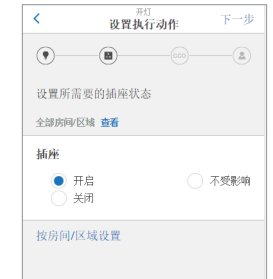 开灯
设置执行动作
下一步
设置所需要的插座状态
全部房间/区域 查看
插座
开启 不受影响
关闭
按房间/区域设置